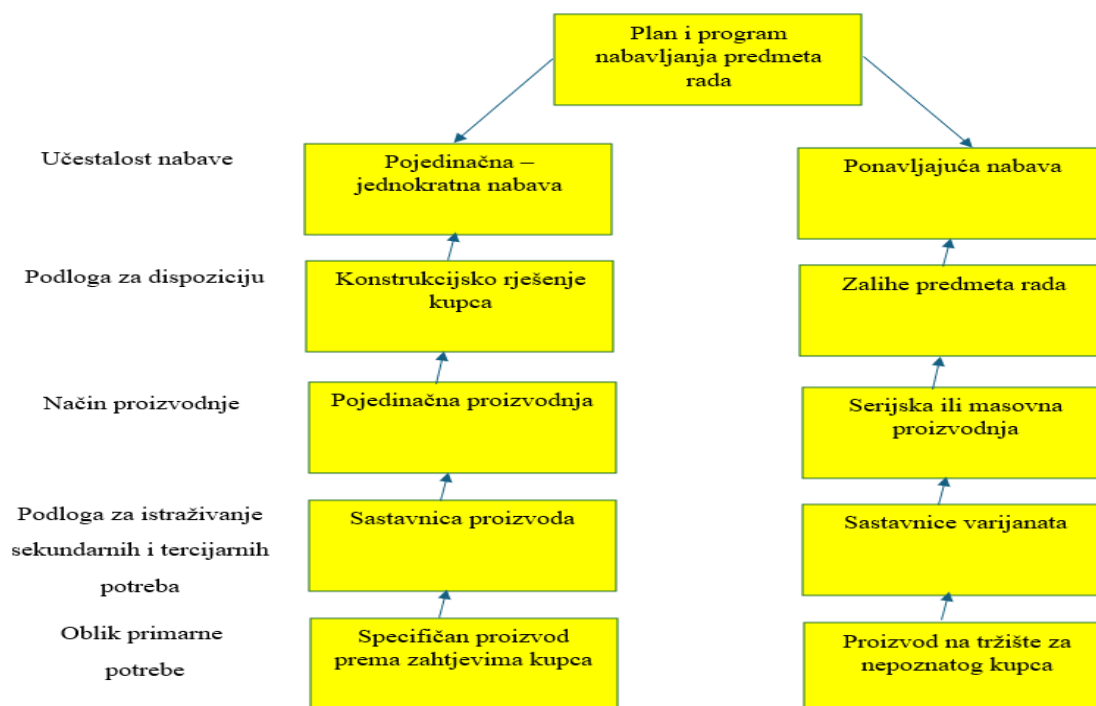 Plan i program
nabavljanja predmeta
rada
Učestalost nabave
Pojedinačna –
jednokratna nabava
Ponavljajuća nabava
Podloga za dispoziciju
Konstrukcijsko rješenje
kupca
Zalihe predmeta rada
Način proizvodnje
Pojedinačna proizvodnja
Serijska ili masovna
proizvodnja
Podloga za istraživanje
sekundarnih i tercijarnih
potreba
Sastavnica proizvoda
Sastavnice varijanata
Oblik primarne
potrebe
Specifičan proizvod
prema zahtjevima kupca
Proizvod na tržište za
nepoznatog kupca